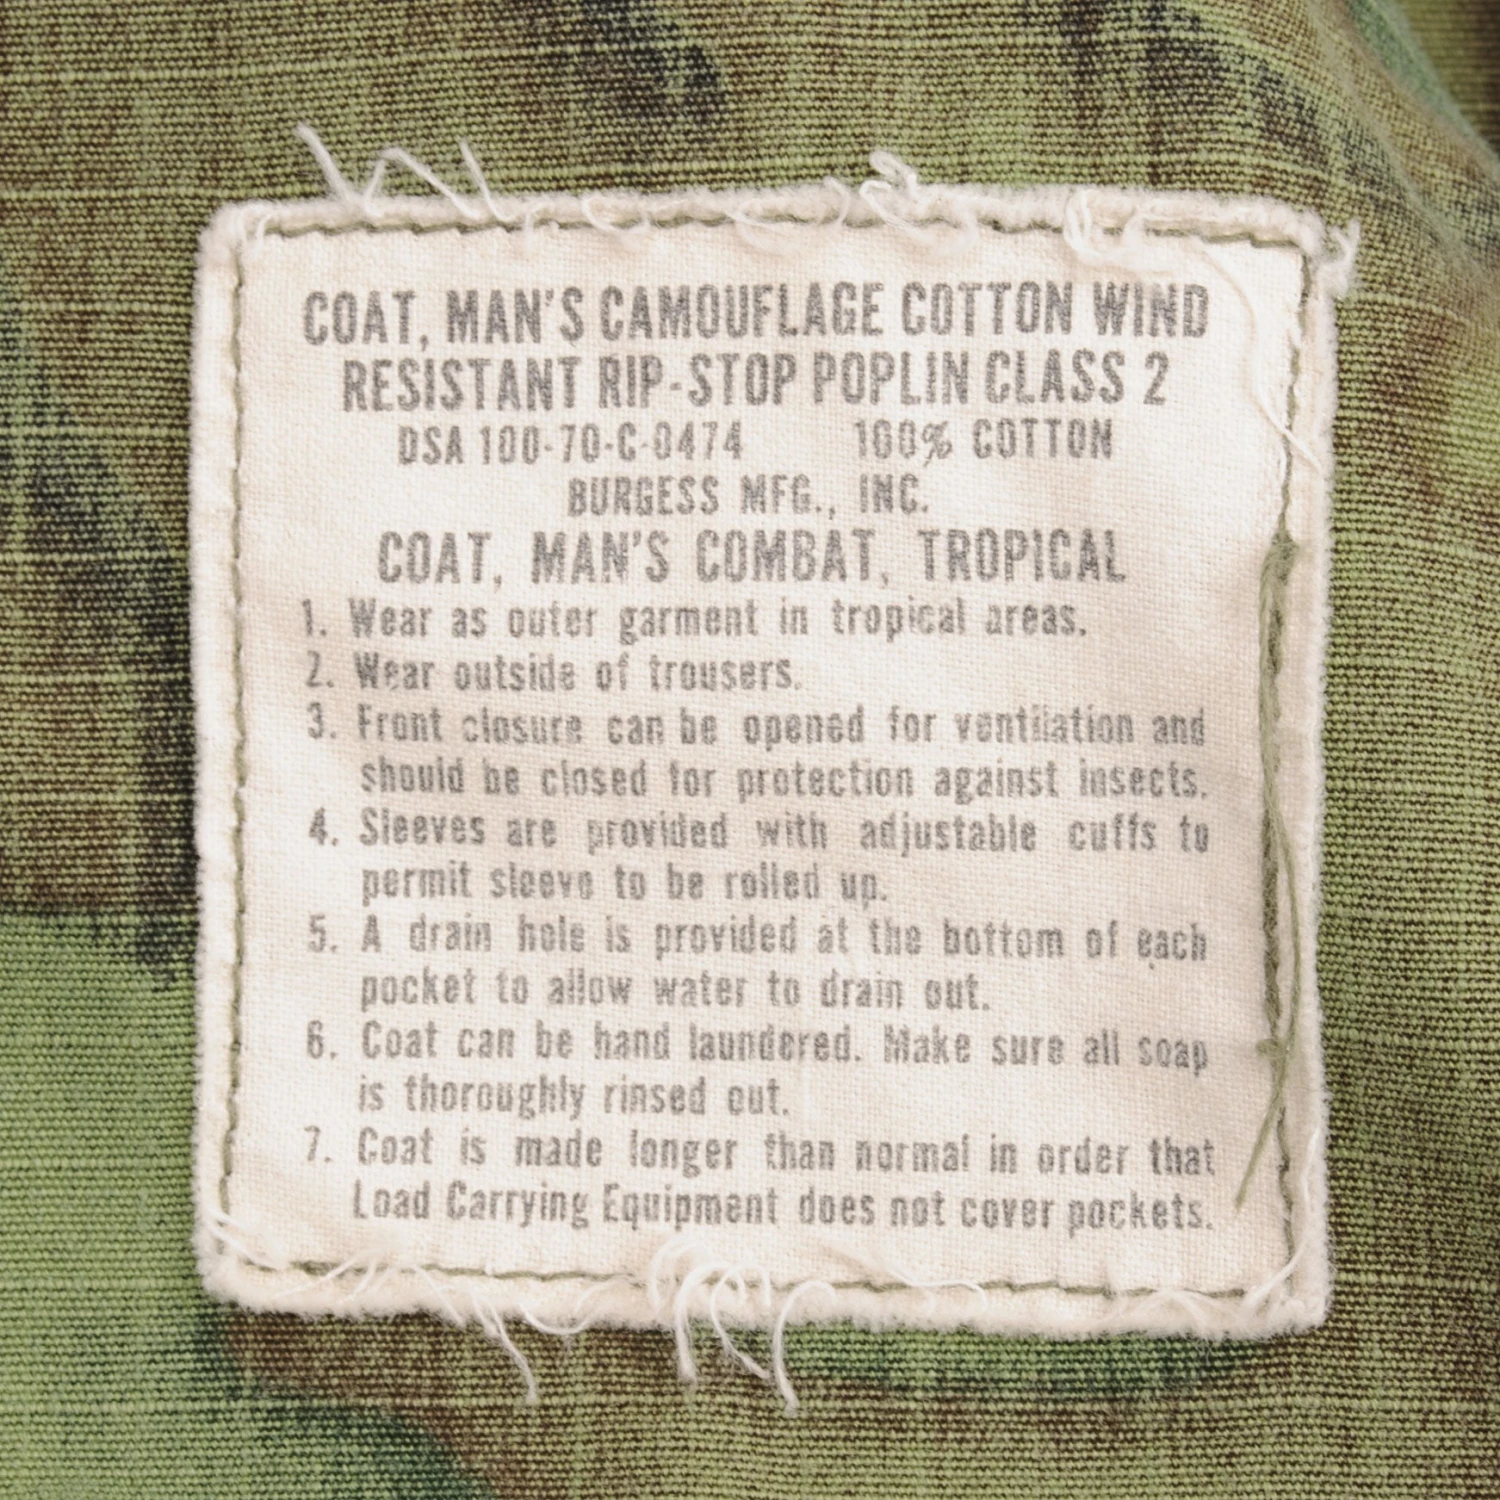 COAT, MAN'S CAMOUFLAGE COTTON WIND
RESISTANT RIP-STOP POPLIN CLASS 2
DSA 100-70-C-0474 100% COTTON
BURGESS MFG., INC.
COAT, MAN'S COMBAT, TROPICAL
1. Wear as outer garment in tropical areas.
2. Wear outside of trousers.
3. Front closure can be opened for ventilation and
should be closed for protection against insects.
4. Sleeves are provided with adjustable cuffs to
permit sleeve to be rolled up.
5. A drain hole is provided at the bottom of each
pocket to allow water to drain out.
6. Coat can be hand laundered. Make sure all soap
is thoroughly rinsed out.
7. Coat is made longer than normal in order that
Load Carrying Equipment does not cover pockets.